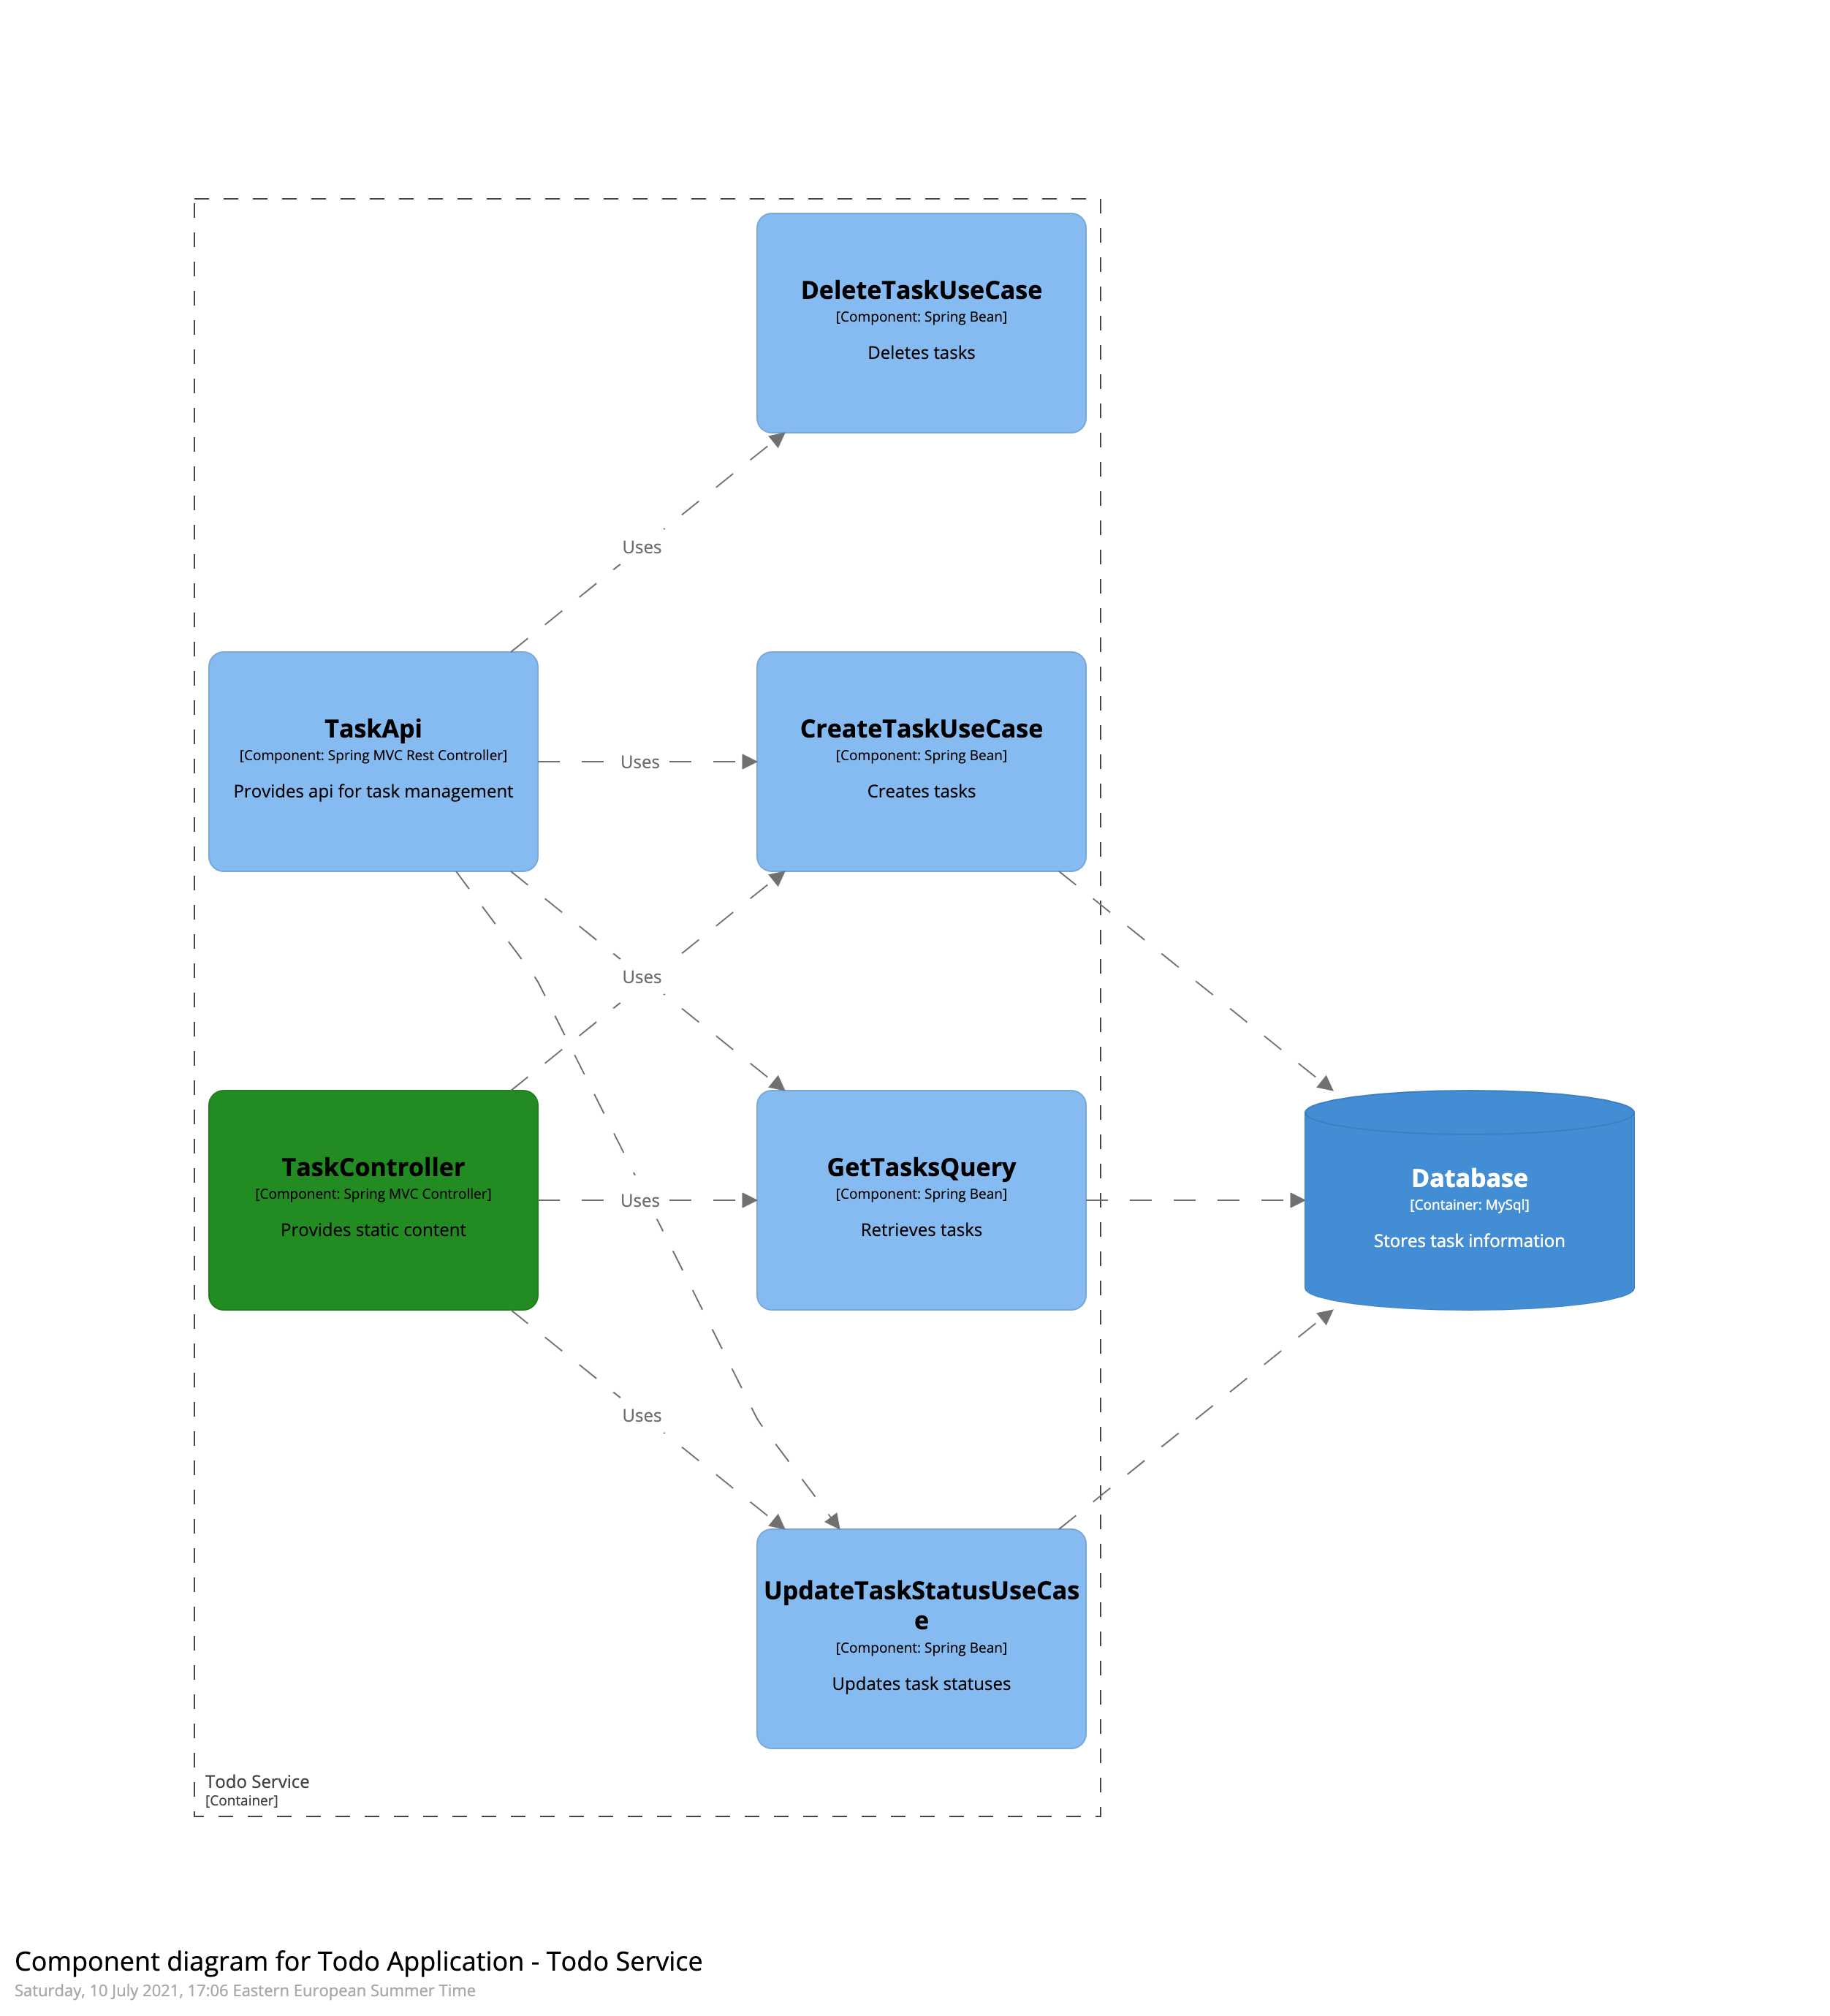 DeleteTaskUseCase
[Component: Spring Bean]
Deletes tasks
Uses
TaskApi
[Component: Spring MVC Rest Controller]
Provides api for task management
Uses
CreateTaskUseCase
[Component: Spring Bean]
Creates tasks
Uses
TaskController
[Component: Spring MVC Controller]
Provides static content
Uses
GetTasksQuery
[Component: Spring Bean]
Retrieves tasks
Database
[Container: MySql]
Stores task information
Uses
UpdateTaskStatusUseCas
e
[Component: Spring Bean]
Updates task statuses
Todo Service
[Container]
Component diagram for Todo Application - Todo Service
Saturday, 10 July 2021, 17:06 Eastern European Summer Time